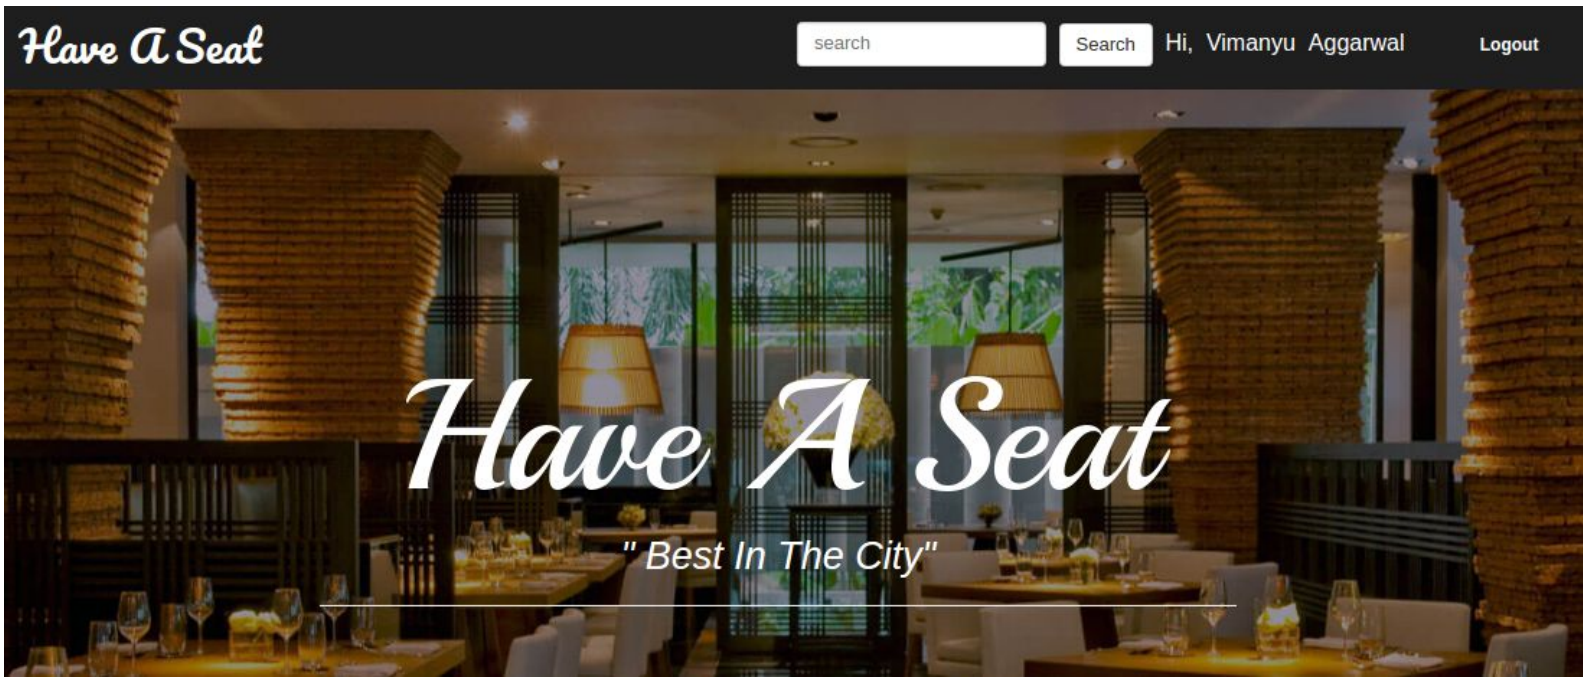 Have A Seat
search Search Hi, Vimanyu Aggarwal Logout
Have A Seat
" Best In The City"